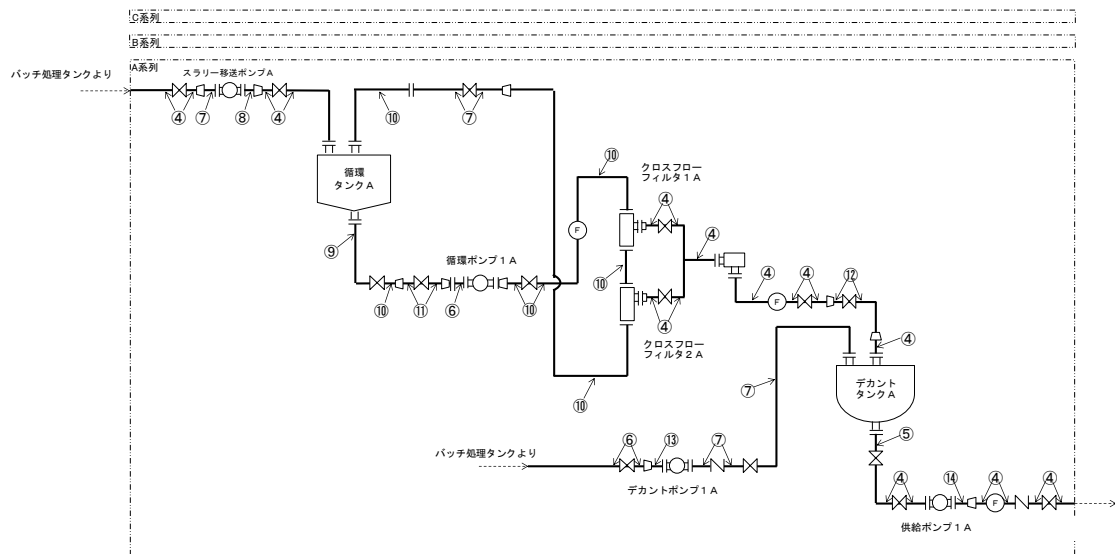 C系列
B系列
A系列
バッチ処理タンクより
スラリー移送ポンプA
④
⑦
⑧
④
⑩
⑦
循環
タンクA
⑨
⑩
クロスフロー
フィルタ1A
④
④
F
循環ポンプ1A
⑩
⑪
⑥
⑩
⑩
④
クロスフロー
フィルタ2A
⑩
④
④
⑫
F
④
⑦
デカント
タンクA
⑤
バッチ処理タンクより
⑥
⑬
⑦
デカントポンプ1A
④
⑭
④
④
F
供給ポンプ1A